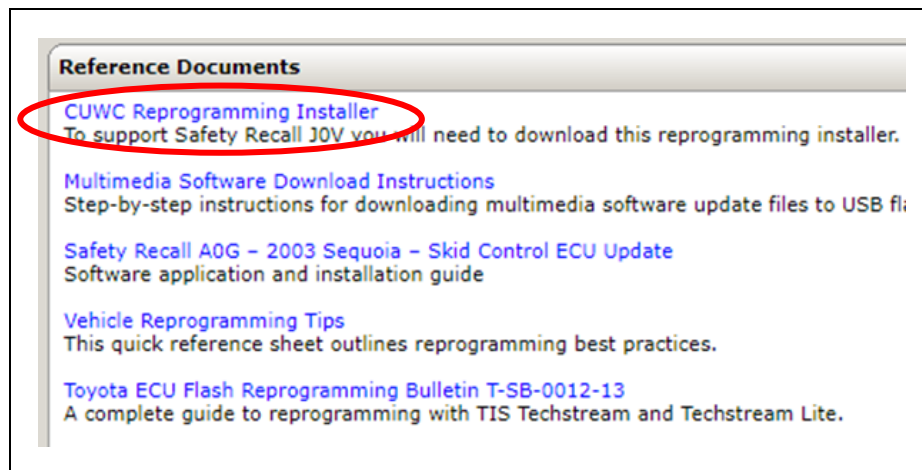 Reference Documents
CUWC Reprogramming Installer
To support Safety Recall J0V you will need to download this reprogramming installer.
Multimedia Software Download Instructions
Step-by-step instructions for downloading multimedia software update files to USB
Safety Recall A0G – 2003 Sequoia – Skid Control ECU Update
Software application and installation guide
Vehicle Reprogramming Tips
This quick reference sheet outlines reprogramming best practices.
Toyota ECU Flash Reprogramming Bulletin T-SB-0012-13
A complete guide to reprogramming with TIS Techstream and Techstream Lite.